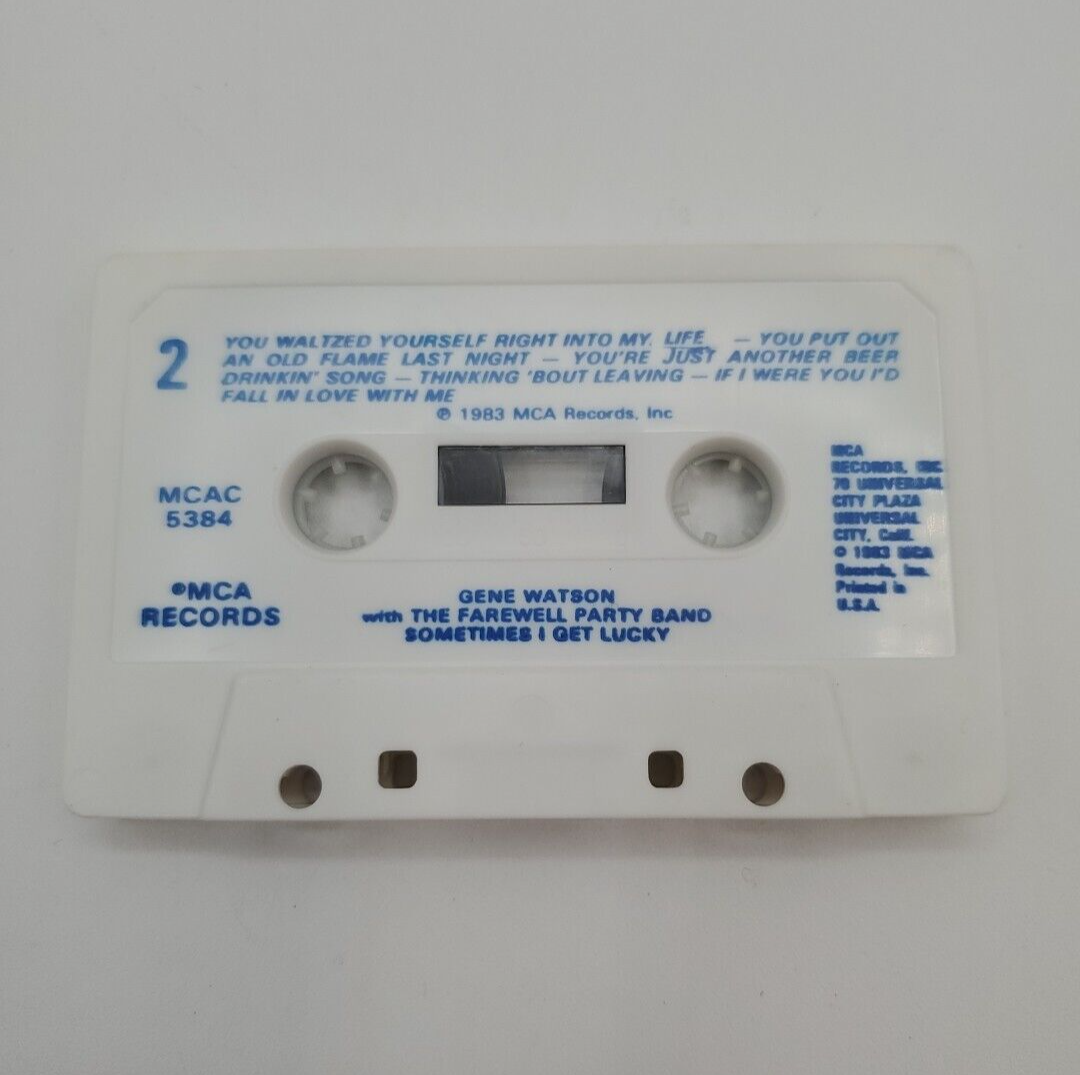 2
YOU WALTZED YOURSELF RIGHT INTO MY, LIFE — YOU PUT OUT
AN OLD FLAME LAST NIGHT — YOU'RE JUST ANOTHER BEER
DRINKIN" SONG — THINKING 'BOUT LEAVING — IF I WERE YOU I'D
FALL IN LOVE WITH ME
℗ 1983 MCA Records, Inc
MCAC
5384
℗MCA
RECORDS
GENE WATSON
with THE FAREWELL PARTY BAND
SOMETIMES I GET LUCKY
MCA
RECORDS, INC.
70 UNIVERSAL
CITY PLAZA
UNIVERSAL
CITY, Calif.
© 1983 MCA
Records, Inc.
Printed in
U.S.A.